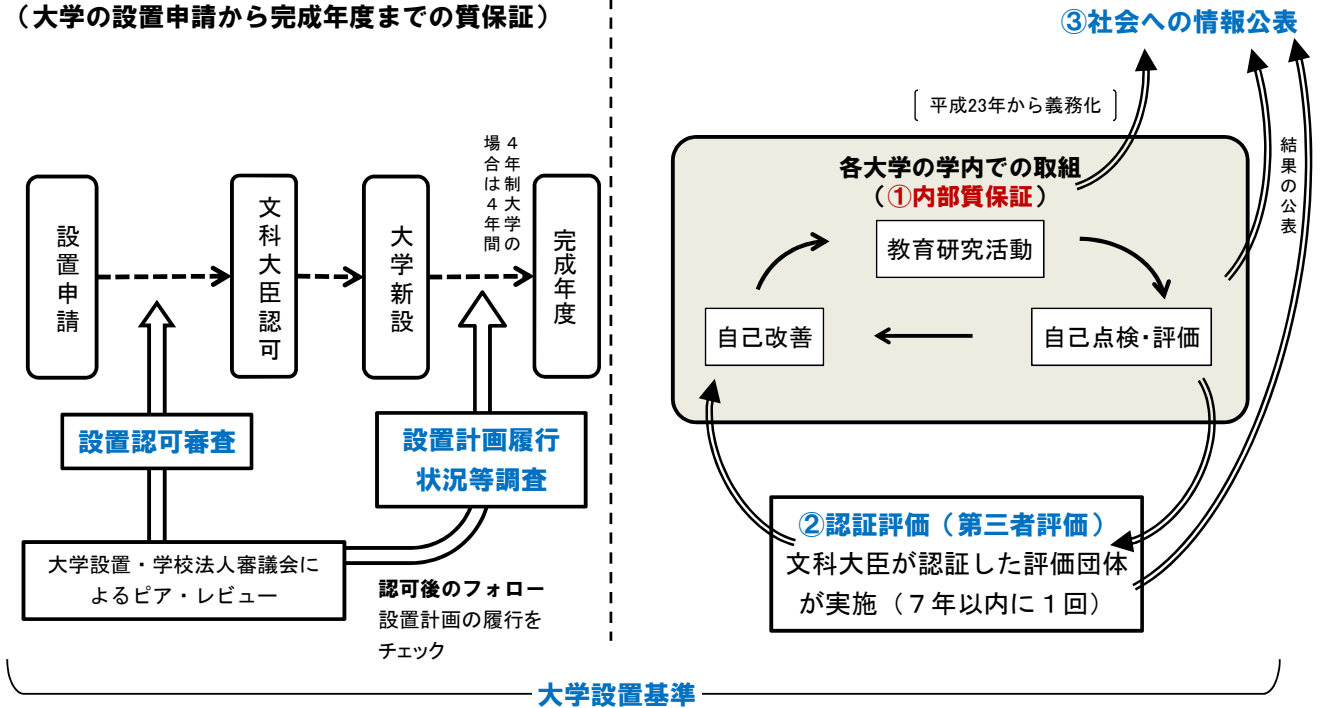 （大学の設置申請から完成年度までの質保証）
設置申請
文科大臣認可
大学新設
４年制大学の
場合は４年間
完成年度
設置認可審査
設置計画履行
状況等調査
大学設置・学校法人審議会に
よるピア・レビュー
認可後のフォロー
設置計画の履行を
チェック
③社会への情報公表
平成23年から義務化
結果の公表
各大学の学内での取組
（①内部質保証）
教育研究活動
自己改善
自己点検・評価
②認証評価（第三者評価）
文科大臣が認証した評価団体
が実施（７年以内に１回）
大学設置基準